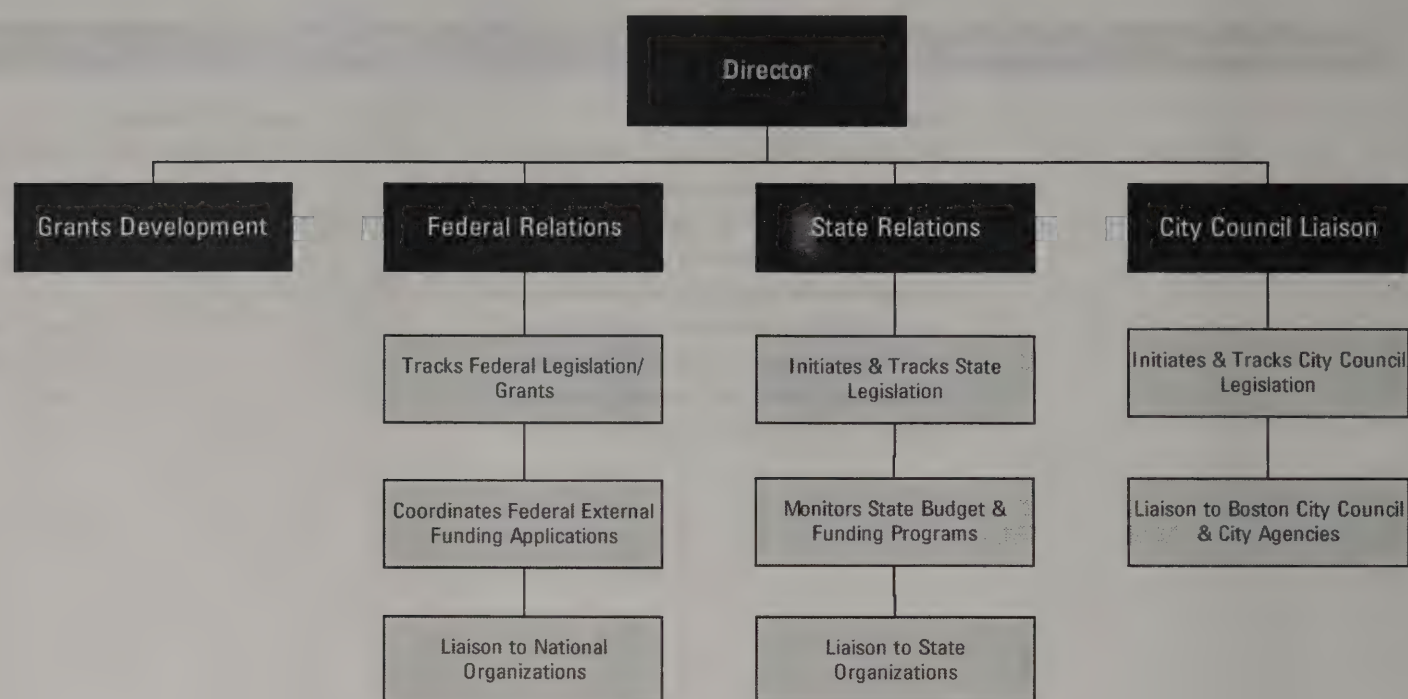 Director
Grants Development
Federal Relations
State Relations
City Council Liaison
Tracks Federal Legislation/
Grants
Initiates & Tracks State
Legislation
Initiates & Tracks City Council
Legislation
Coordinates Federal External
Funding Applications
Monitors State Budget &
Funding Programs
Liaison to Boston City Council
& City Agencies
Liaison to National
Organizations
Liaison to State
Organizations